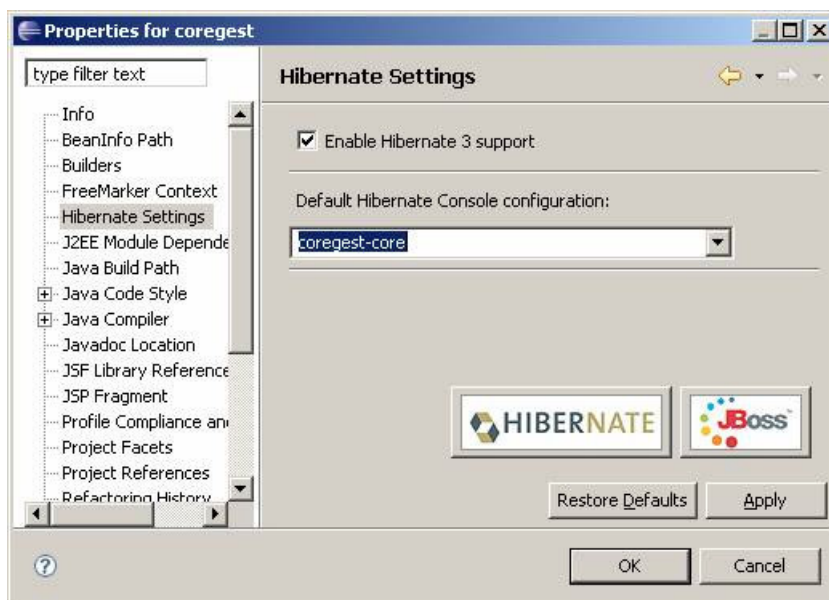 Properties for coregest
type filter text
Info
BeanInfo Path
Builders
FreeMarker Context
Hibernate Settings
J2EE Module Depende
Java Build Path
Java Code Style
Java Compiler
Javadoc Location
JSF Library Reference
JSP Fragment
Profile Compliance an
Project Facets
Project References
Refactoring History
Hibernate Settings
Enable Hibernate 3 support
Default Hibernate Console configuration:
coregest-core
HIBERNATE
JBoss
Restore Defaults
Apply
?
OK
Cancel